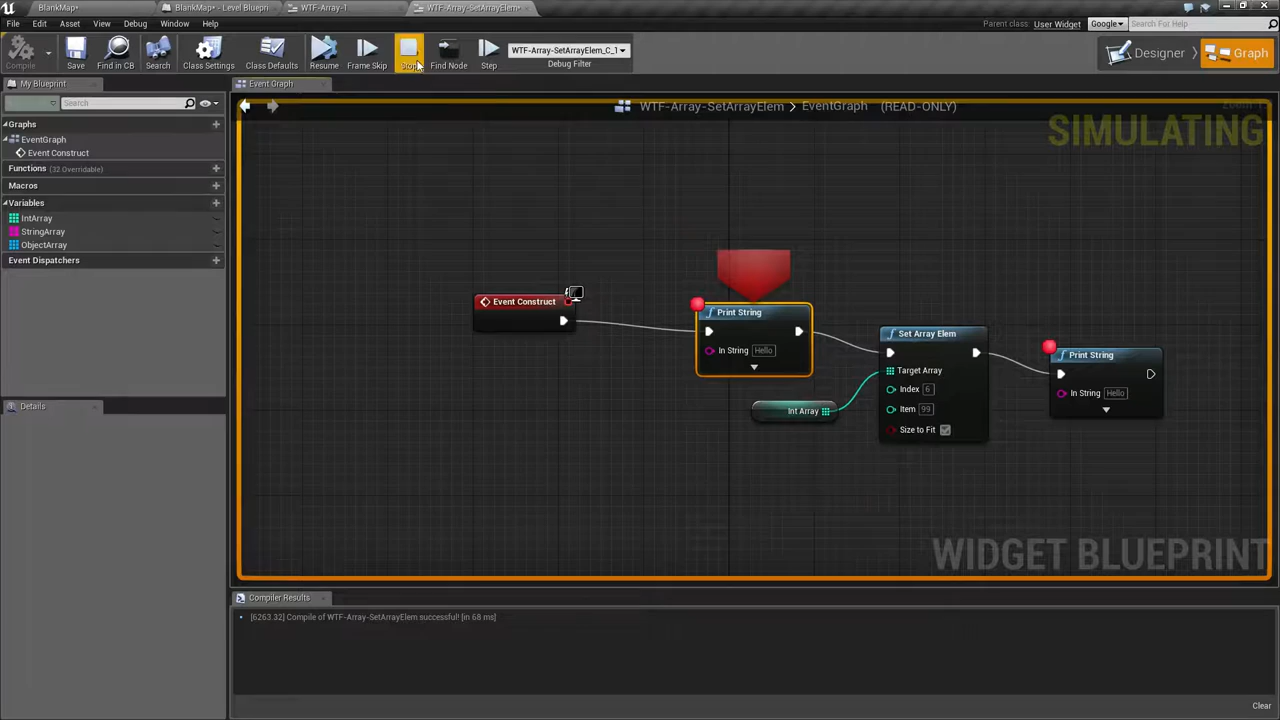 BlankMap*
BlankMap* - Level Bluepri
WTF-Array-1
WTF-Array-SetArrayElem*
File Edit Asset View Debug Window Help
Parent class: User Widget
Google
Search For Help
Compile
Save
Find in CB
Search
Class Settings
Class Defaults
Resume
Frame Skip
Stop
Find Node
Step
WTF-Array-SetArrayElem_C_1
Debug Filter
Designer
Graph
My Blueprint
Search
Graphs
EventGraph
Event Construct
Functions (32 Overridable)
Macros
Variables
IntArray
StringArray
ObjectArray
Event Dispatchers
Details
Event Graph
WTF-Array-SetArrayElem > EventGraph (READ-ONLY)
SIMULATING
Event Construct
Print String
In String Hello
Int Array
Set Array Elem
Target Array
Index 6
Item 99
Size to Fit
Print String
In String Hello
WIDGET BLUEPRINT
Compiler Results
[6263.32] Compile of WTF-Array-SetArrayElem successful! [in 68 ms]
Clear